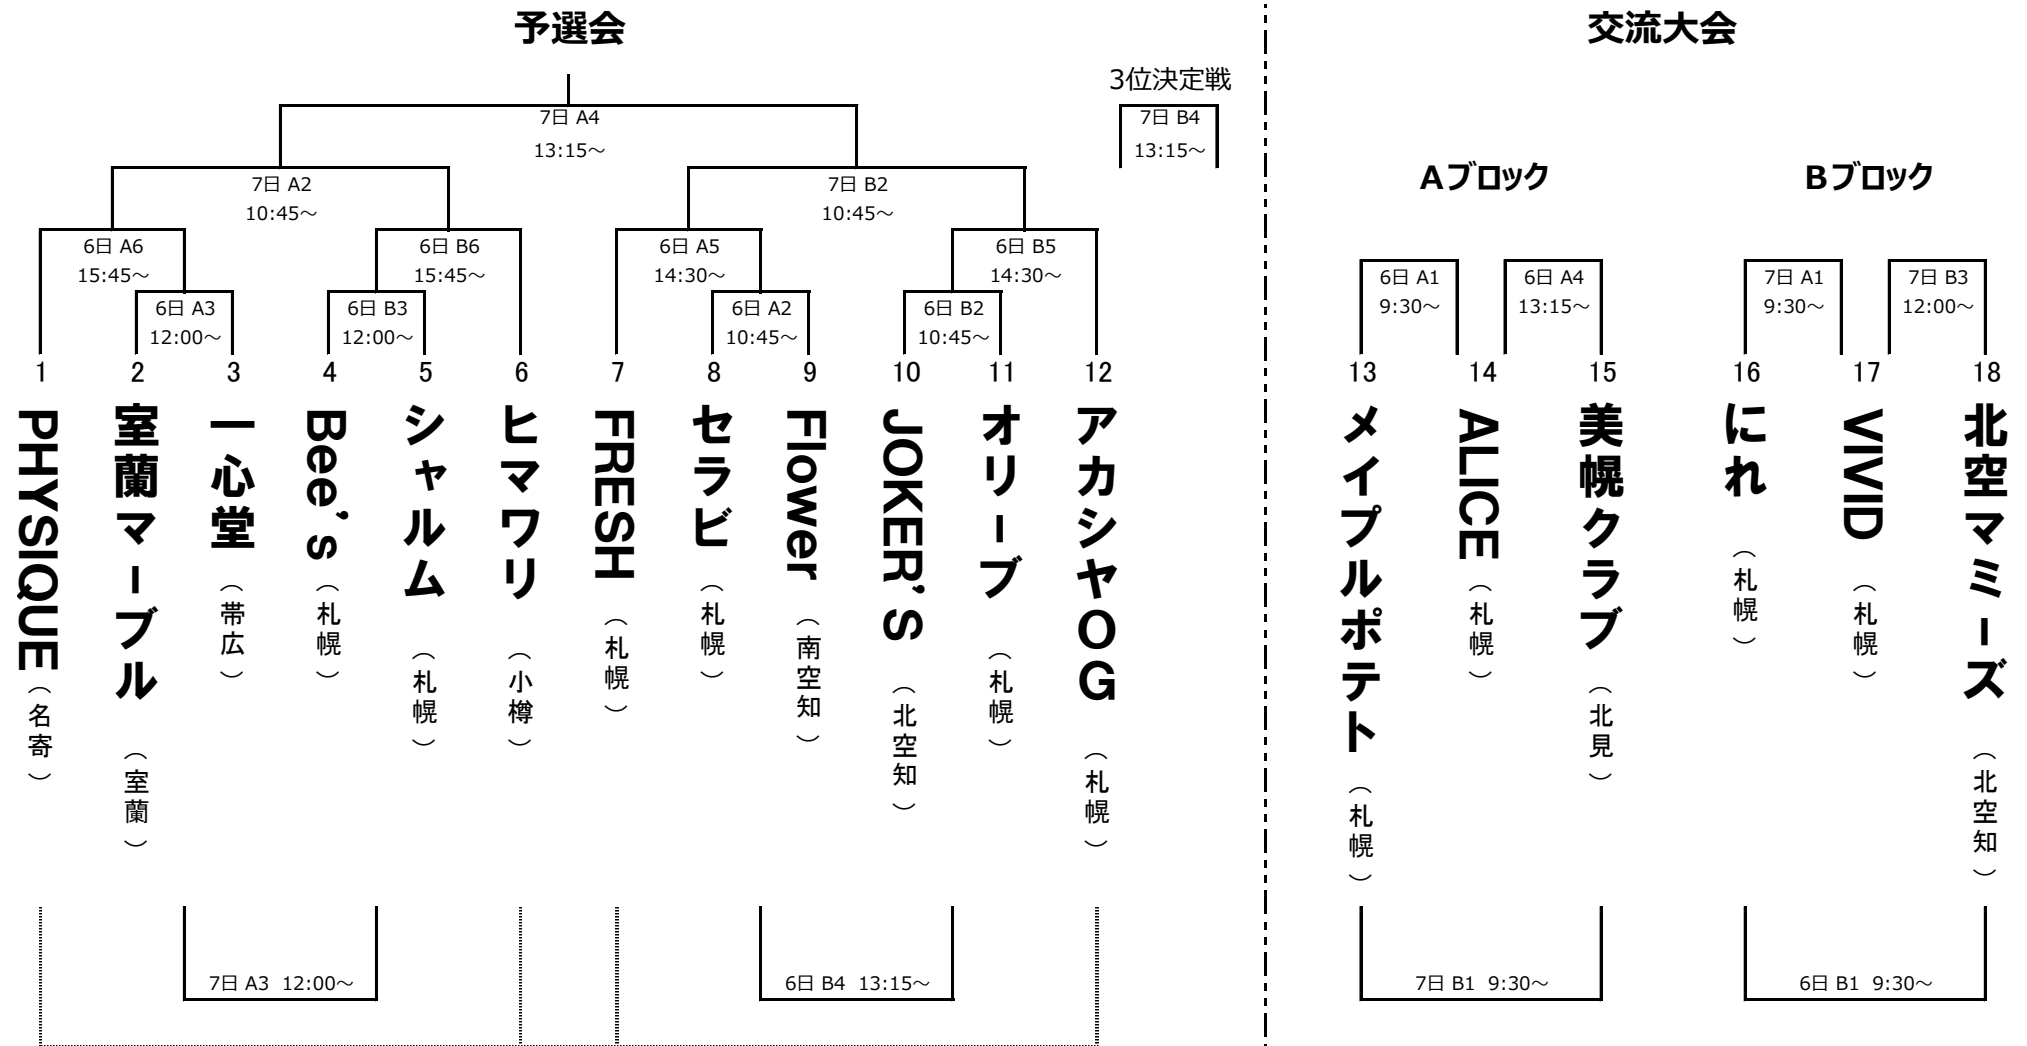 予選会
交流大会
3位決定戦
7日 A4
13:15～
7日 B4
13:15～
7日 A2
10:45～
7日 B2
10:45～
Aブロック
Bブロック
6日 A6
15:45～
6日 B6
15:45～
6日 A5
14:30～
6日 B5
14:30～
6日 A3
12:00～
6日 B3
12:00～
6日 A2
10:45～
6日 B2
10:45～
6日 A1
9:30～
6日 A4
13:15～
7日 A1
9:30～
7日 B3
12:00～
1
PHYSIQUE（名寄）
2
室蘭マーブル（室蘭）
3
一心堂（帯広）
4
Bee's（札幌）
5
シャルム（札幌）
6
ヒマワリ（小樽）
7
FRESH（札幌）
8
セラビ（札幌）
9
Flower（南空知）
10
JOKER'S（北空知）
11
オリーブ（札幌）
12
アカシヤOG（札幌）
13
メイプルポテト（札幌）
14
ALICE（札幌）
15
美幌クラブ（北見）
16
にれ（札幌）
17
VIVID（札幌）
18
北空マミーズ（北空知）
7日 A3 12:00～
6日 B4 13:15～
7日 B1 9:30～
6日 B1 9:30～